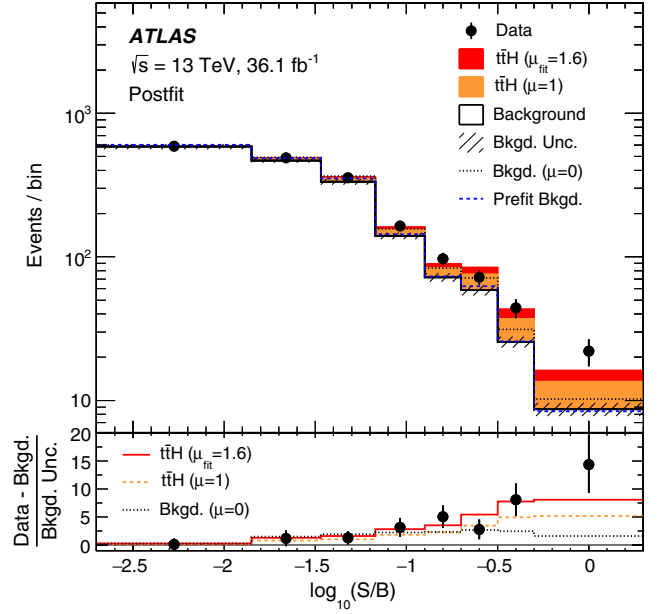 ATLAS
√s = 13 TeV, 36.1 fb⁻¹
Postfit
Data
tt̄H (μ_fit=1.6)
tt̄H (μ=1)
Background
Bkgd. Unc.
Bkgd. (μ=0)
Prefit Bkgd.
Events / bin
10³
10²
10
Data - Bkgd.
Bkgd. Unc.
20
15
10
5
0
tt̄H (μ_fit=1.6)
tt̄H (μ=1)
Bkgd. (μ=0)
−2.5 −2 −1.5 −1 −0.5 0
log₁₀(S/B)